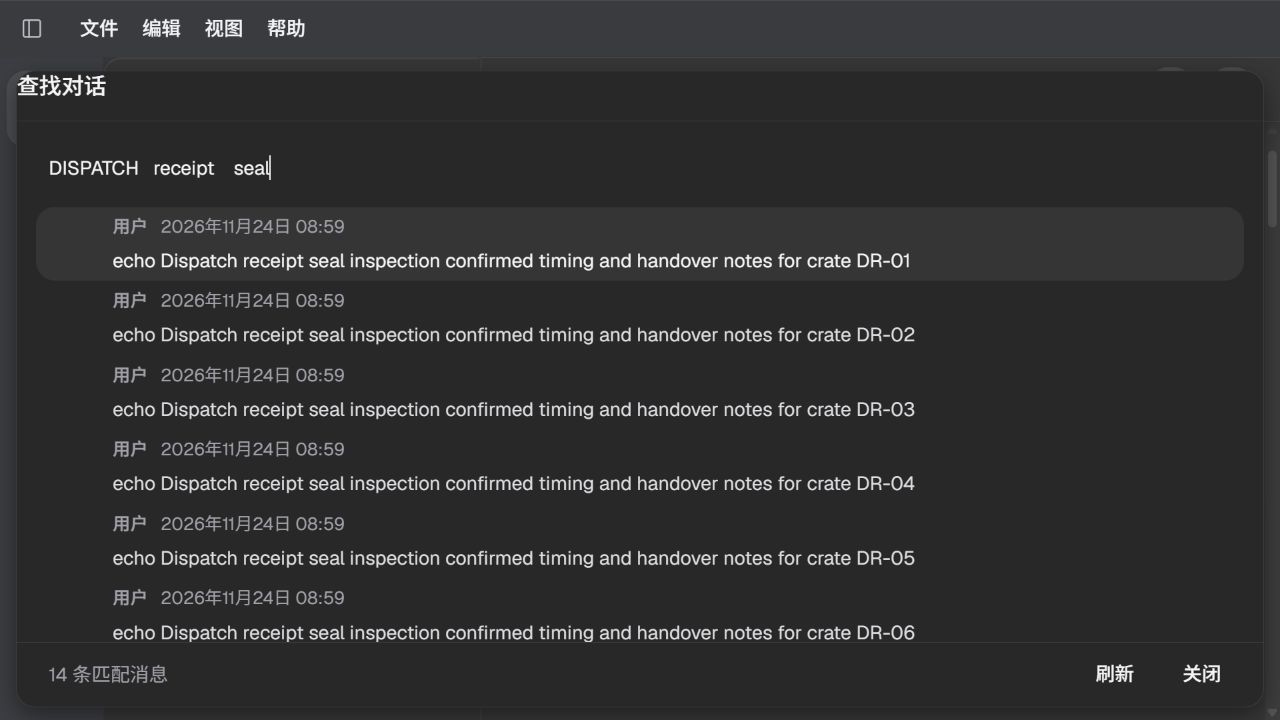 文件 编辑 视图 帮助
查找对话
DISPATCH receipt seal
用户 2026年11月24日 08:59
echo Dispatch receipt seal inspection confirmed timing and handover notes for crate DR-01
用户 2026年11月24日 08:59
echo Dispatch receipt seal inspection confirmed timing and handover notes for crate DR-02
用户 2026年11月24日 08:59
echo Dispatch receipt seal inspection confirmed timing and handover notes for crate DR-03
用户 2026年11月24日 08:59
echo Dispatch receipt seal inspection confirmed timing and handover notes for crate DR-04
用户 2026年11月24日 08:59
echo Dispatch receipt seal inspection confirmed timing and handover notes for crate DR-05
用户 2026年11月24日 08:59
echo Dispatch receipt seal inspection confirmed timing and handover notes for crate DR-06
14 条匹配消息 刷新 关闭